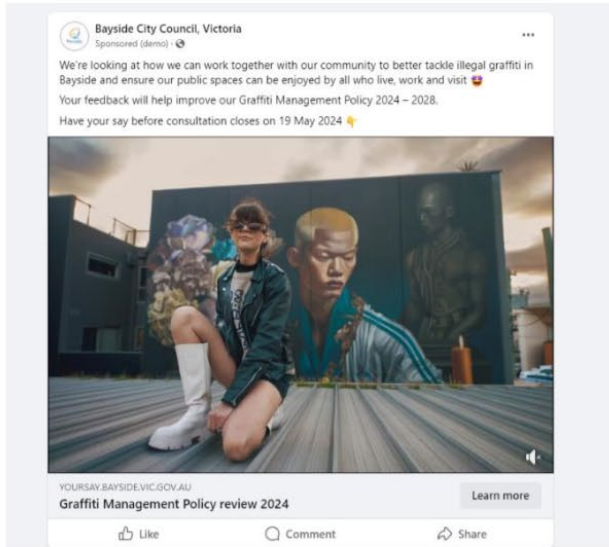 Bayside City Council, Victoria
Sponsored (demo) ·
We're looking at how we can work together with our community to better tackle illegal graffiti in
Bayside and ensure our public spaces can be enjoyed by all who live, work and visit 🤩
Your feedback will help improve our Graffiti Management Policy 2024 – 2028.
Have your say before consultation closes on 19 May 2024 👇
YOURSAY.BAYSIDE.VIC.GOV.AU
Graffiti Management Policy review 2024
Learn more
Like
Comment
Share